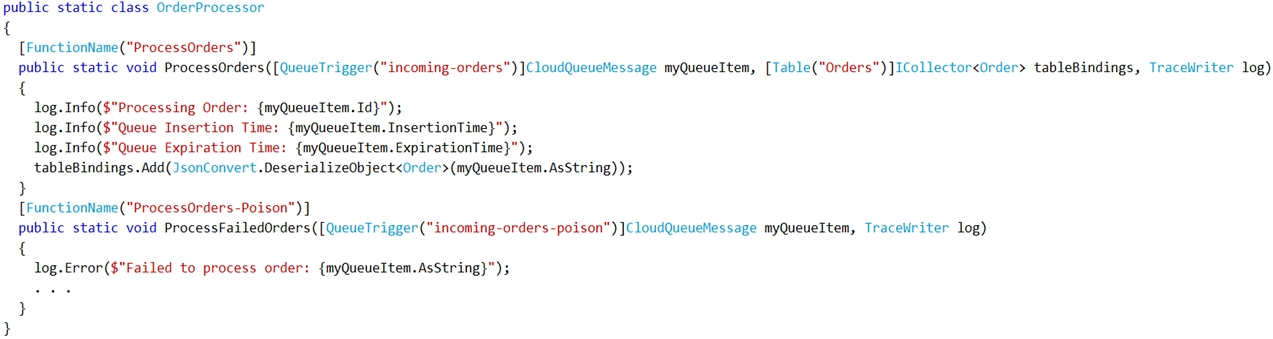 public static class OrderProcessor
{
  [FunctionName("ProcessOrders")]
  public static void ProcessOrders([QueueTrigger("incoming-orders")]CloudQueueMessage myQueueItem, [Table("Orders")]ICollector<Order> tableBindings, TraceWriter log)
  {
    log.Info($"Processing Order: {myQueueItem.Id}");
    log.Info($"Queue Insertion Time: {myQueueItem.InsertionTime}");
    log.Info($"Queue Expiration Time: {myQueueItem.ExpirationTime}");
    tableBindings.Add(JsonConvert.DeserializeObject<Order>(myQueueItem.AsString));
  }
  [FunctionName("ProcessOrders-Poison")]
  public static void ProcessFailedOrders([QueueTrigger("incoming-orders-poison")]CloudQueueMessage myQueueItem, TraceWriter log)
  {
    log.Error($"Failed to process order: {myQueueItem.AsString}");
    . . .
  }
}